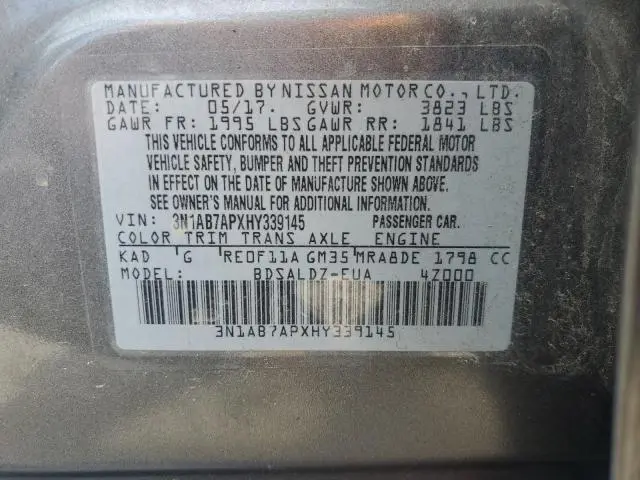 MANUFACTURED BY NISSAN MOTOR CO., LTD.
DATE: 05/17. GVWR: 3823 LBS
GAWR FR: 1995 LBS GAWR RR: 1841 LBS
THIS VEHICLE CONFORMS TO ALL APPLICABLE FEDERAL MOTOR
VEHICLE SAFETY, BUMPER AND THEFT PREVENTION STANDARDS
IN EFFECT ON THE DATE OF MANUFACTURE SHOWN ABOVE.
SEE OWNER'S MANUAL FOR ADDITIONAL INFORMATION.
VIN: 3N1AB7APXHY339145 PASSENGER CAR.
COLOR TRIM TRANS AXLE ENGINE
KAD G RE0F11A GM35 MRA8DE 1798 CC
MODEL: BDSALDZ-EUA 4Z000
3N1AB7APXHY339145